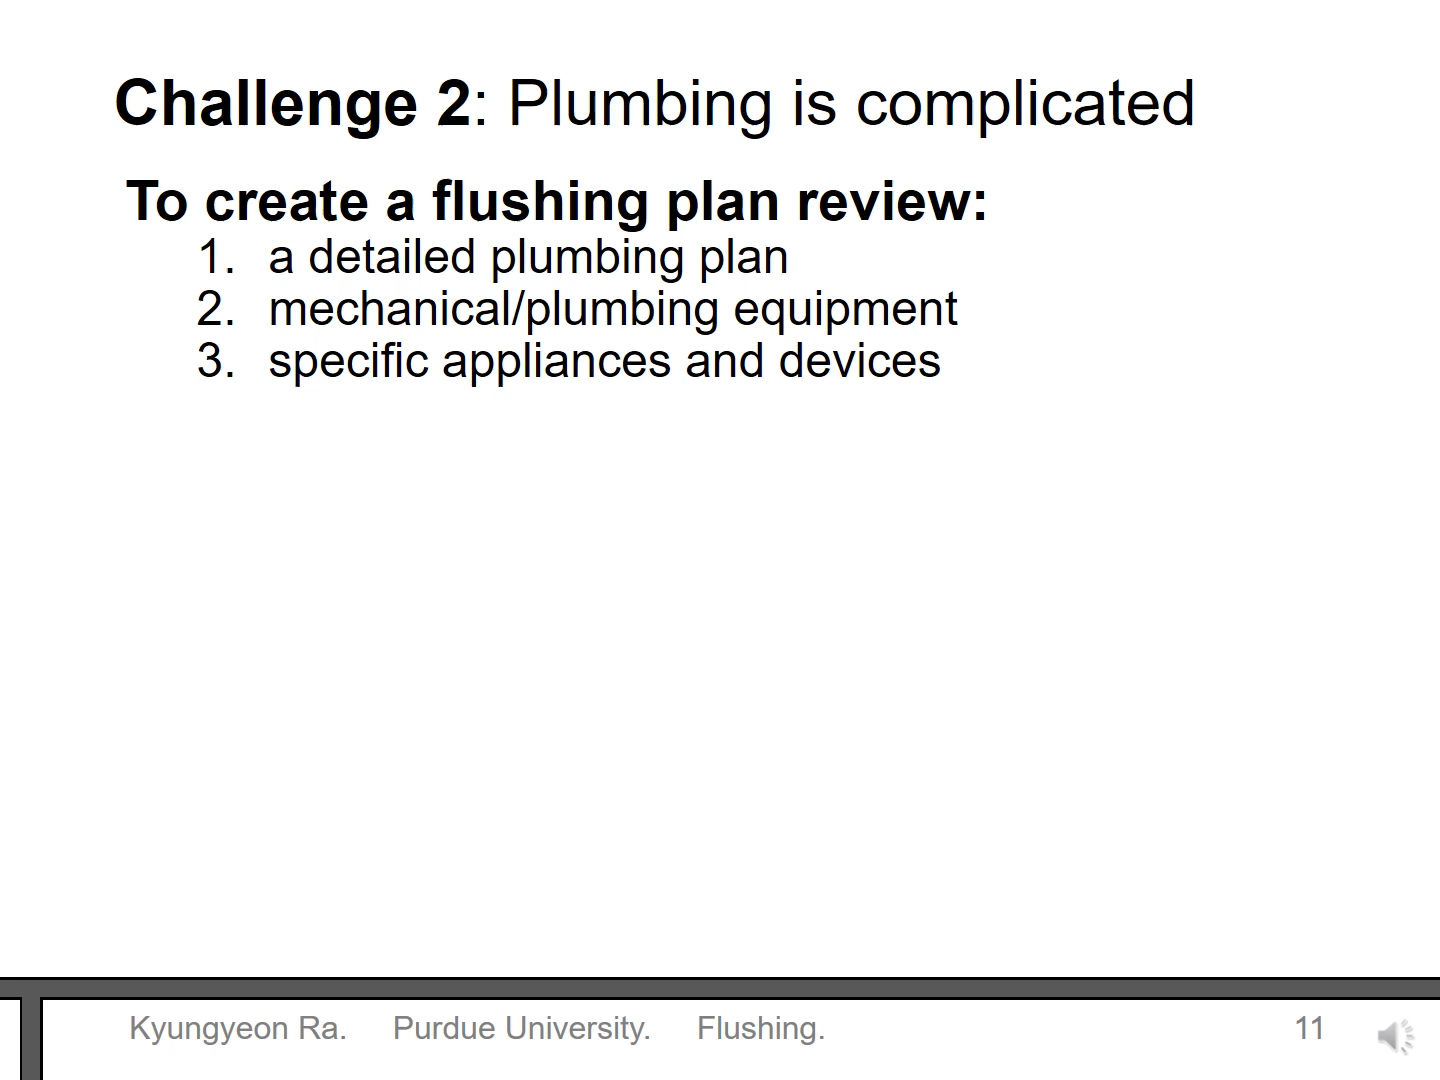 Challenge 2: Plumbing is complicated
To create a flushing plan review:
1. a detailed plumbing plan
2. mechanical/plumbing equipment
3. specific appliances and devices
Kyungyeon Ra. Purdue University. Flushing. 11